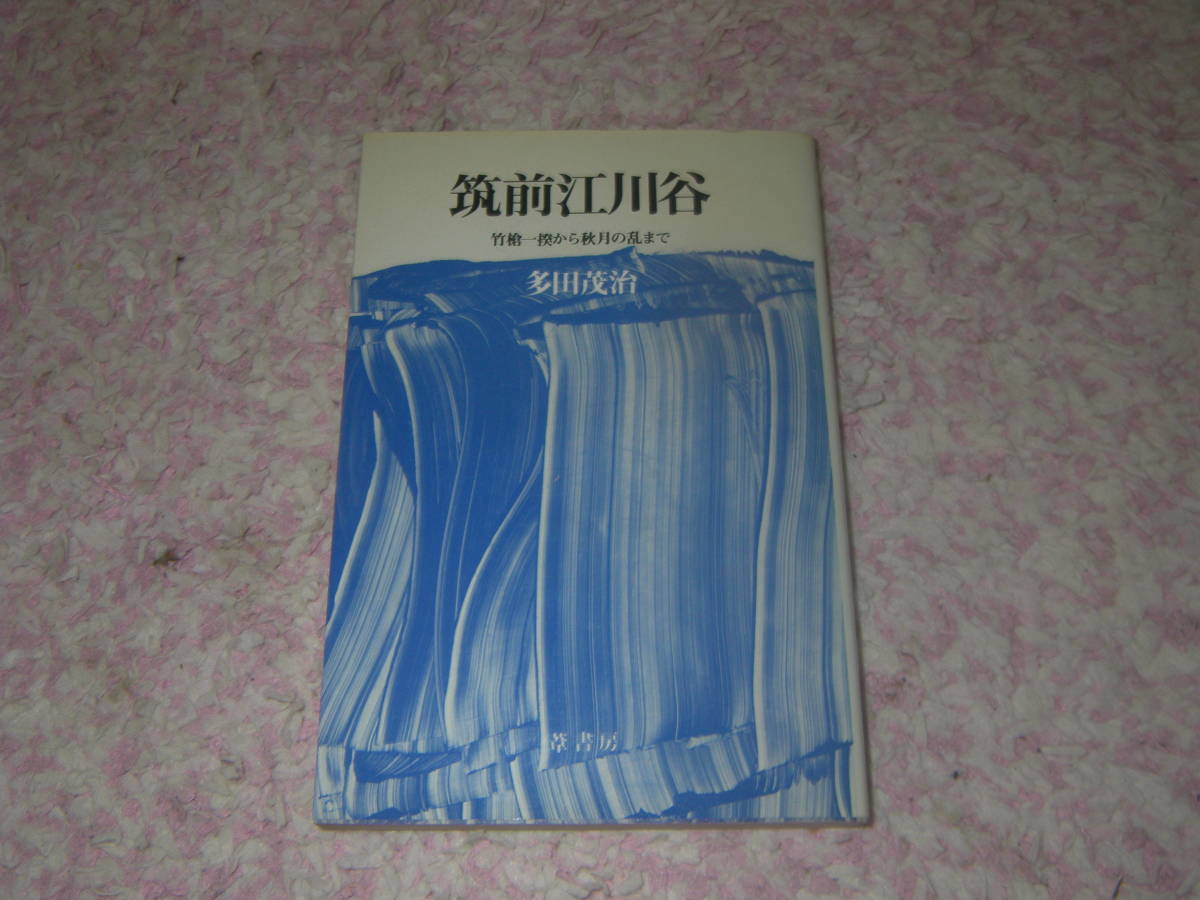 筑前江川谷
竹槍一揆から秋月の乱まで
多田茂治
葦書房